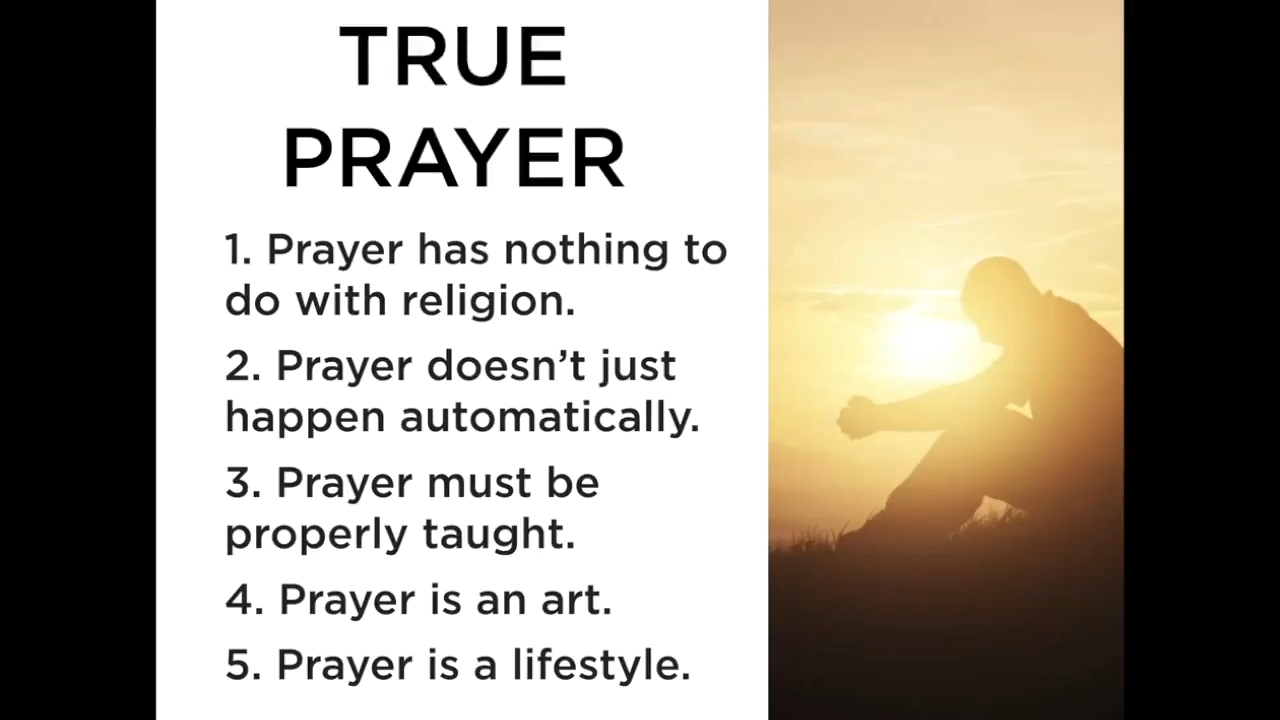 TRUE
PRAYER
1. Prayer has nothing to
do with religion.
2. Prayer doesn’t just
happen automatically.
3. Prayer must be
properly taught.
4. Prayer is an art.
5. Prayer is a lifestyle.